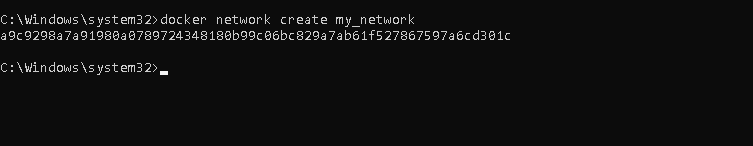 C:\Windows\system32>docker network create my_network
a9c9298a7a91980a0789724348180b99c06bc829a7ab61f527867597a6cd301c
C:\Windows\system32>